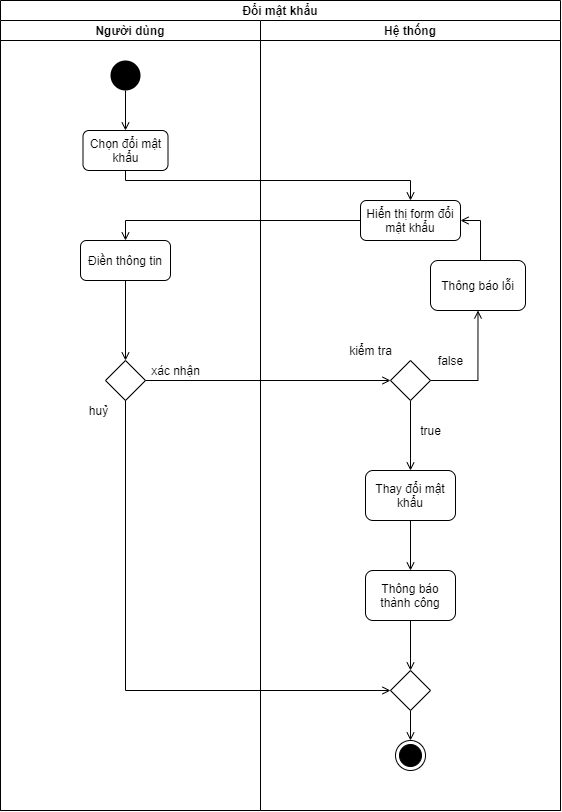 Đổi mật khẩu
Người dùng
Hệ thống
Chọn đổi mật
khẩu
Hiển thị form đổi
mật khẩu
Điền thông tin
Thông báo lỗi
kiểm tra
false
xác nhận
huỷ
true
Thay đổi mật
khẩu
Thông báo
thành công